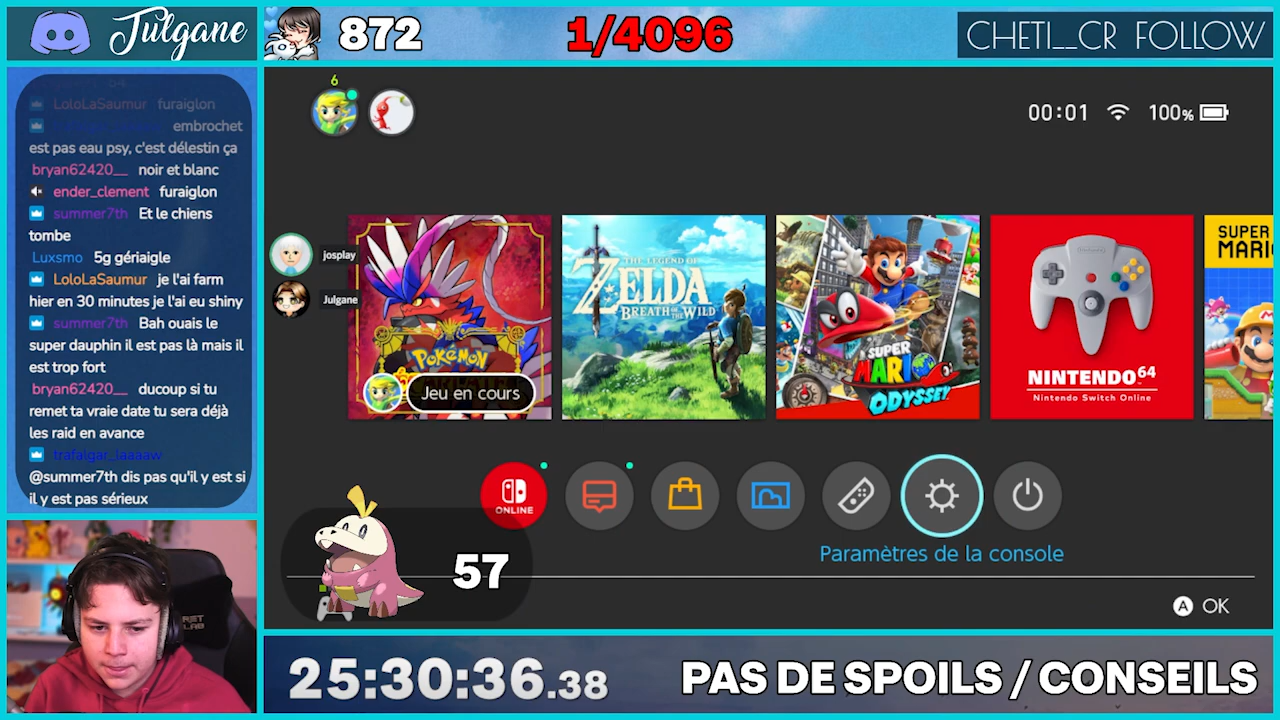 Julgane
872
1/4096
CHETI__CR FOLLOW
LoloLaSaumur furaiglon
embrochet
est pas eau psy, c'est délestin ça
bryan62420__ noir et blanc
ender_clement furaiglon
summer7th Et le chiens
tombe
Luxsmo 5g gériaigle
LoloLaSaumur je l'ai farm
hier en 30 minutes je l'ai eu shiny
summer7th Bah ouais le
super dauphin il est pas là mais il
est trop fort
bryan62420__ ducoup si tu
remet ta vraie date tu sera déjà
les raid en avance
trafalgar_laaaaw
@summer7th dis pas qu'il y est si
il y est pas sérieux
6
00:01
100%
josplay
Julgane
POKÉMON
Jeu en cours
THE LEGEND OF
ZELDA
BREATH OF THE WILD
SUPER
MARIO
ODYSSEY
NINTENDO 64
Nintendo Switch Online
SUPER
MARI
ONLINE
Paramètres de la console
57
A OK
25:30:36.38
PAS DE SPOILS / CONSEILS